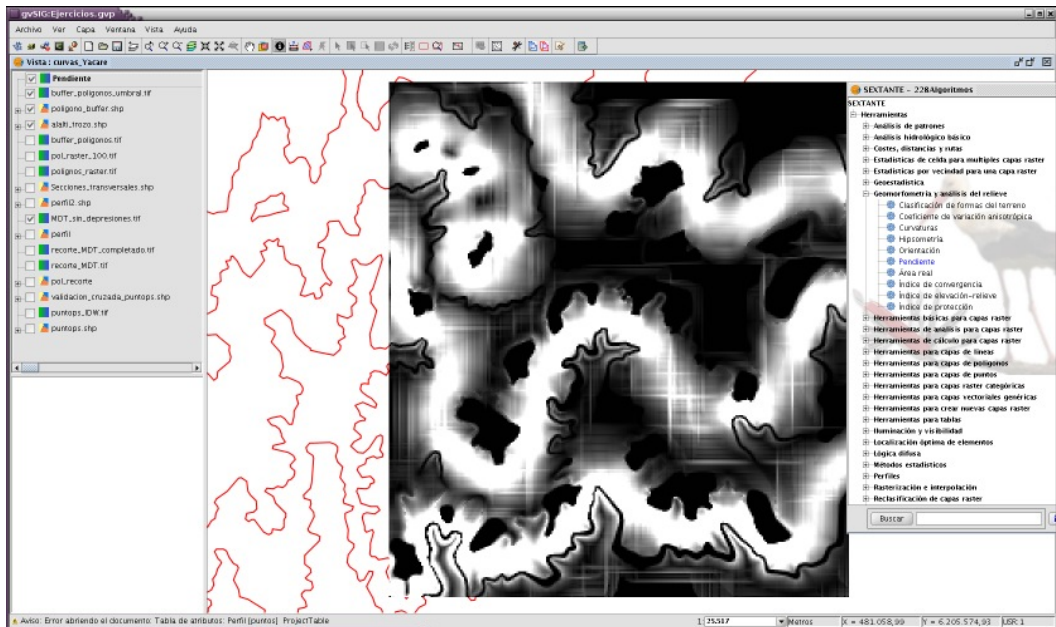 gvSIG:Ejercicios.gvp
Archivo Ver Capa Ventana Vista Ayuda
Vista : curvas_Yacare
Pendiente
buffer_poligonos_umbral.tif
poligono_buffer.shp
alalti_trozo.shp
buffer_poligonos.tif
pol_raster_100.tif
polignos_raster.tif
Secciones_transversales.shp
perfil2.shp
MDT_sin_depresiones.tif
perfil
recorte_MDT_completado.tif
recorte_MDT.tif
pol_recorte
validacion_cruzada_puntops.shp
puntops_IDW.tif
puntops.shp
SEXTANTE - 228Algoritmos
SEXTANTE
Herramientas
Análisis de patrones
Análisis hidrológico básico
Costes, distancias y rutas
Estadísticas de celda para multiples capas raster
Estadísticas por vecindad para una capa raster
Geoestadística
Geomorfometría y análisis del relieve
Clasificación de formas del terreno
Coeficiente de variación anisotrópica
Curvaturas
Hipsometría
Orientación
Pendiente
Área real
Índice de convergencia
Índice de elevación-relieve
Índice de protección
Herramientas básicas para capas raster
Herramientas de análisis para capas raster
Herramientas de cálculo para capas raster
Herramientas para capas de líneas
Herramientas para capas de polígonos
Herramientas para capas de puntos
Herramientas para capas raster categóricas
Herramientas para capas vectoriales genéricas
Herramientas para crear nuevas capas raster
Herramientas para tablas
Iluminación y visibilidad
Localización óptima de elementos
Lógica difusa
Métodos estadísticos
Perfiles
Rasterización e interpolación
Reclasificación de capas raster
Buscar
Aviso: Error abriendo el documento: Tabla de atributos: Perfil [puntos] ProjectTable 1: 25.517 Metros X = 481.058,99 Y = 6.205.574,93 USR:1